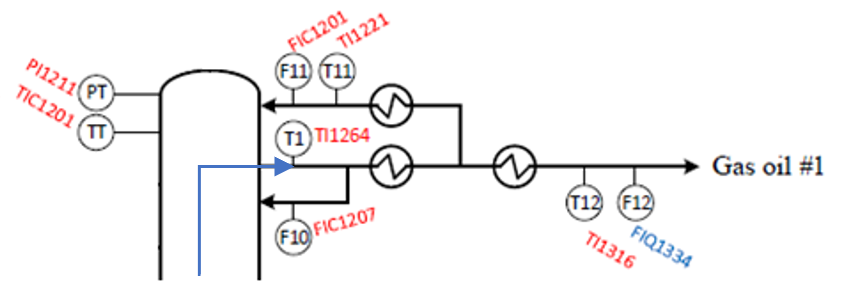 FIC1201
TI1221
PI1211
PT
F11
T11
TIC1201
TT
T1
TI1264
Gas oil #1
FIC1207
F10
T12
F12
TI1316
FIQ1334